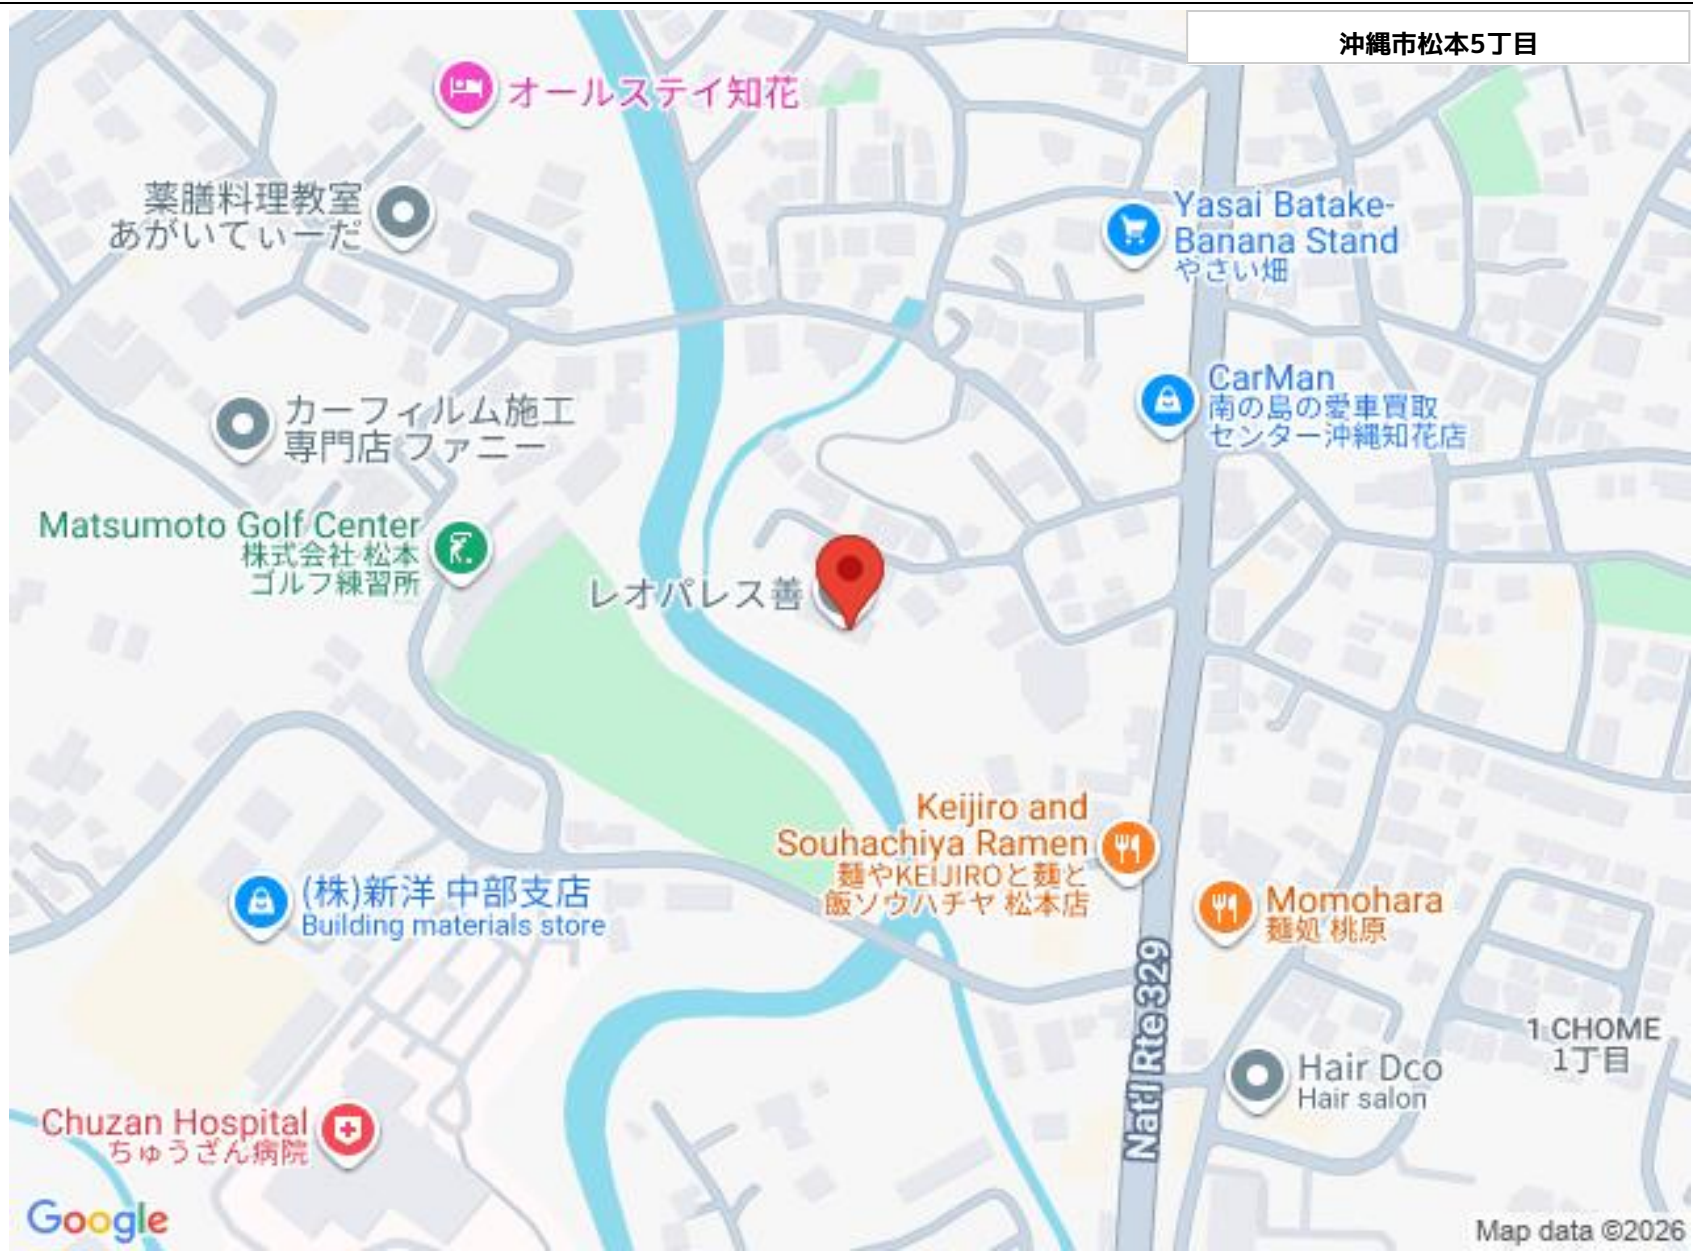 沖縄市松本5丁目
オールステイ知花
薬膳料理教室
あがいてぃーだ
Yasai Batake-
Banana Stand
やさい畑
CarMan
南の島の愛車買取
センター沖縄知花店
カーフィルム施工
専門店 ファニー
Matsumoto Golf Center
株式会社 松本
ゴルフ練習所
レオパレス善
Keijiro and
Souhachiya Ramen
麺やKEIJIROと麺と
飯ソウハチヤ 松本店
(株)新洋 中部支店
Building materials store
Momohara
麺処 桃原
Nat'l Rte 329
1 CHOME
1丁目
Hair Dco
Hair salon
Chuzan Hospital
ちゅうざん病院
Google
Map data ©2026